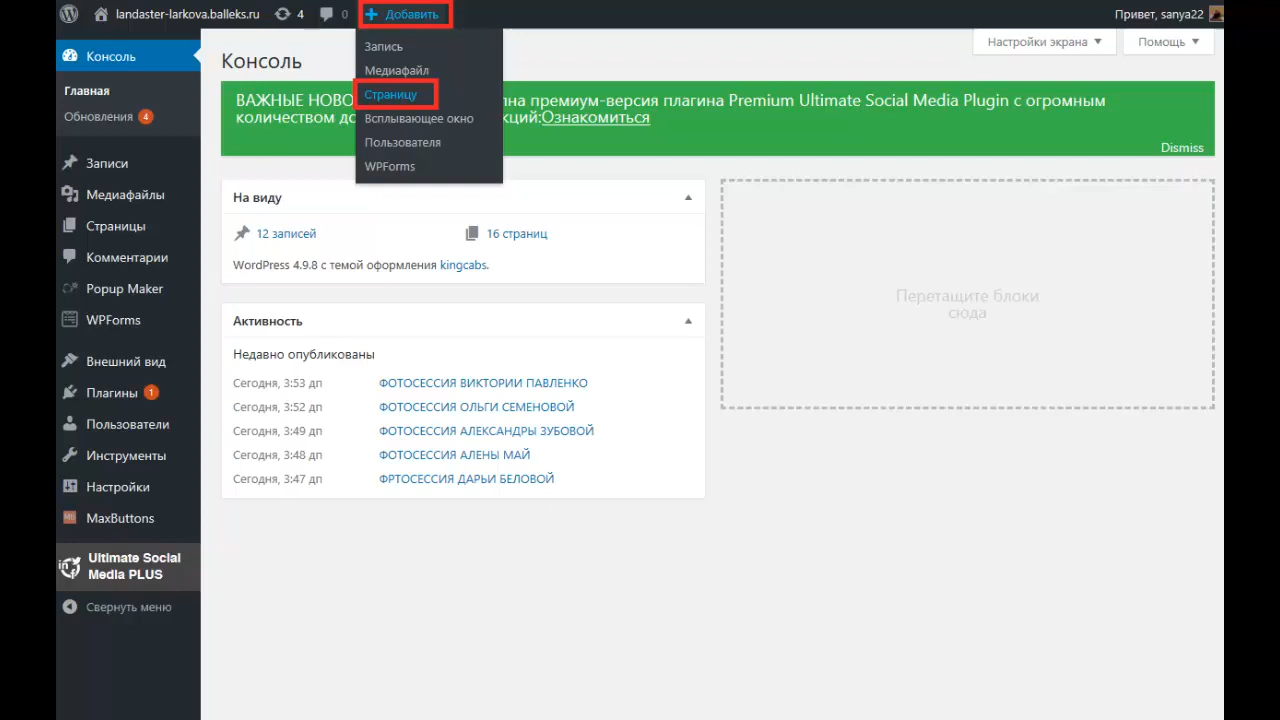 landaster-larkova.balleks.ru 4 0 + Добавить Привет, sanya22
Запись
Медиафайл
Страницу
Всплывающее окно
Пользователя
WPForms
Консоль
Главная
Обновления 4
Записи
Медиафайлы
Страницы
Комментарии
Popup Maker
WPForms
Внешний вид
Плагины 1
Пользователи
Инструменты
Настройки
MaxButtons
Ultimate Social
Media PLUS
Свернуть меню
Консоль
Настройки экрана
Помощь
ВАЖНЫЕ НОВО на премиум-версия плагина Premium Ultimate Social Media Plugin с огромным
количеством до кций:Ознакомиться
Dismiss
На виду
12 записей
16 страниц
WordPress 4.9.8 с темой оформления kingcabs.
Активность
Недавно опубликованы
Сегодня, 3:53 дп ФОТОСЕССИЯ ВИКТОРИИ ПАВЛЕНКО
Сегодня, 3:52 дп ФОТОСЕССИЯ ОЛЬГИ СЕМЕНОВОЙ
Сегодня, 3:49 дп ФОТОСЕССИЯ АЛЕКСАНДРЫ ЗУБОВОЙ
Сегодня, 3:48 дп ФОТОСЕССИЯ АЛЕНЫ МАЙ
Сегодня, 3:47 дп ФРТОСЕССИЯ ДАРЬИ БЕЛОВОЙ
Перетащите блоки
сюда